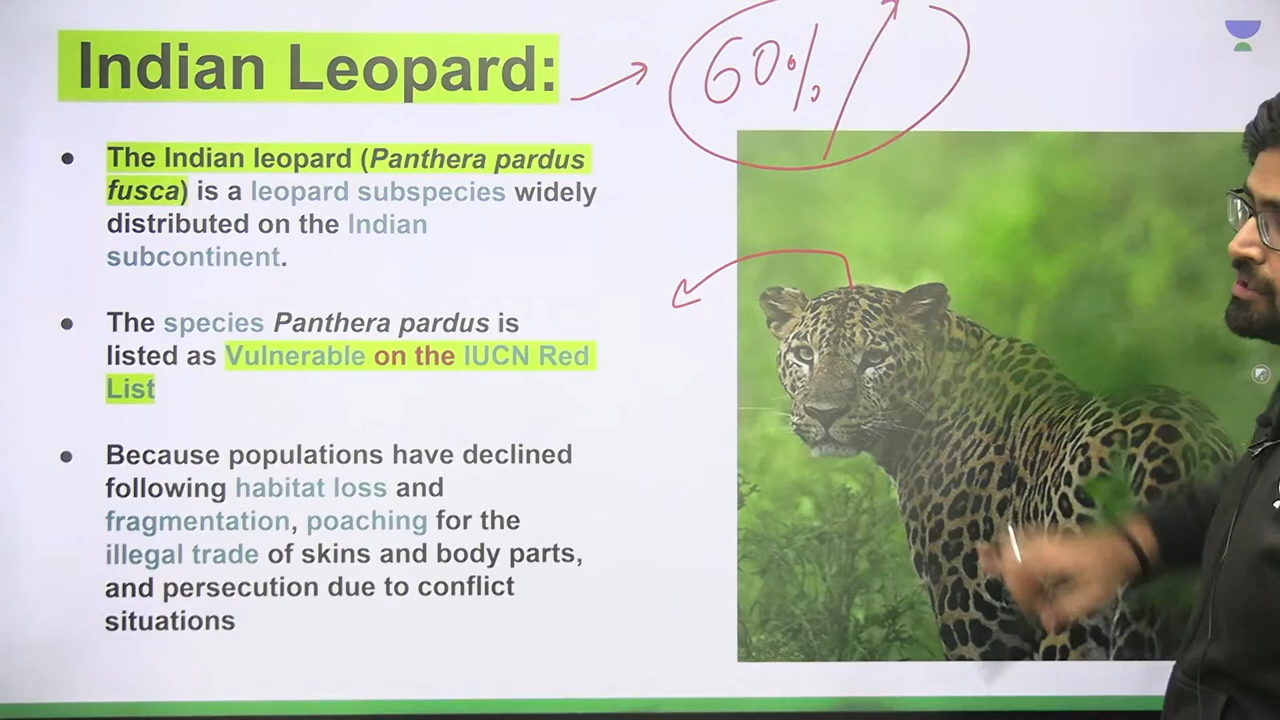 Indian Leopard:
60%
The Indian leopard (Panthera pardus
fusca) is a leopard subspecies widely
distributed on the Indian
subcontinent.
The species Panthera pardus is
listed as Vulnerable on the IUCN Red
List
Because populations have declined
following habitat loss and
fragmentation, poaching for the
illegal trade of skins and body parts,
and persecution due to conflict
situations